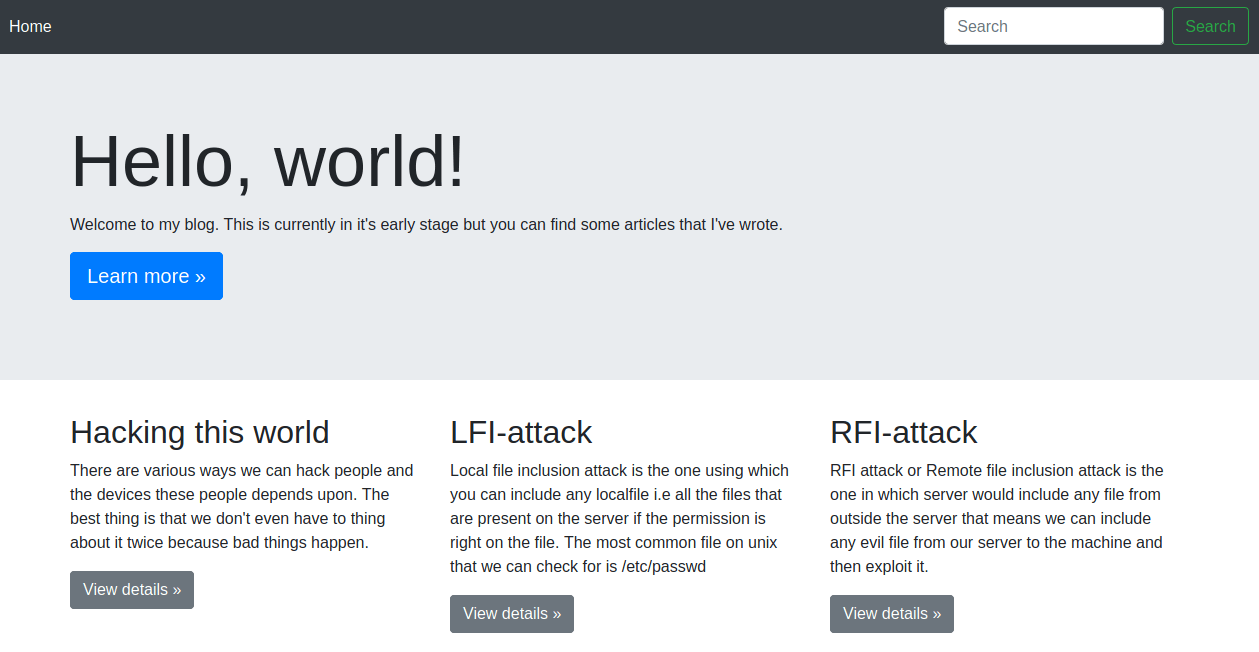 Home
Search
Search
Hello, world!
Welcome to my blog. This is currently in it's early stage but you can find some articles that I've wrote.
Learn more »
Hacking this world
There are various ways we can hack people and
the devices these people depends upon. The
best thing is that we don't even have to thing
about it twice because bad things happen.
View details »
LFI-attack
Local file inclusion attack is the one using which
you can include any localfile i.e all the files that
are present on the server if the permission is
right on the file. The most common file on unix
that we can check for is /etc/passwd
View details »
RFI-attack
RFI attack or Remote file inclusion attack is the
one in which server would include any file from
outside the server that means we can include
any evil file from our server to the machine and
then exploit it.
View details »